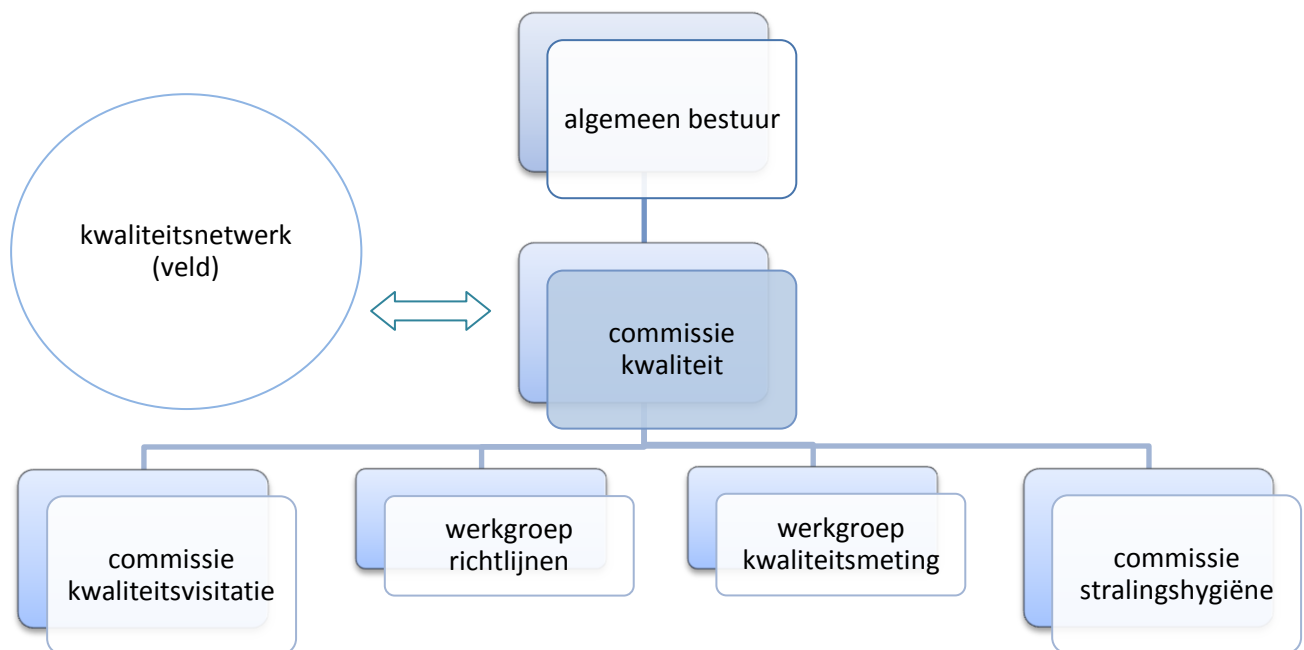 algemeen bestuur
kwaliteitsnetwerk
(veld)
commissie
kwaliteit
commissie
kwaliteitsvisitatie
werkgroep
richtlijnen
werkgroep
kwaliteitsmeting
commissie
stralingshygiëne